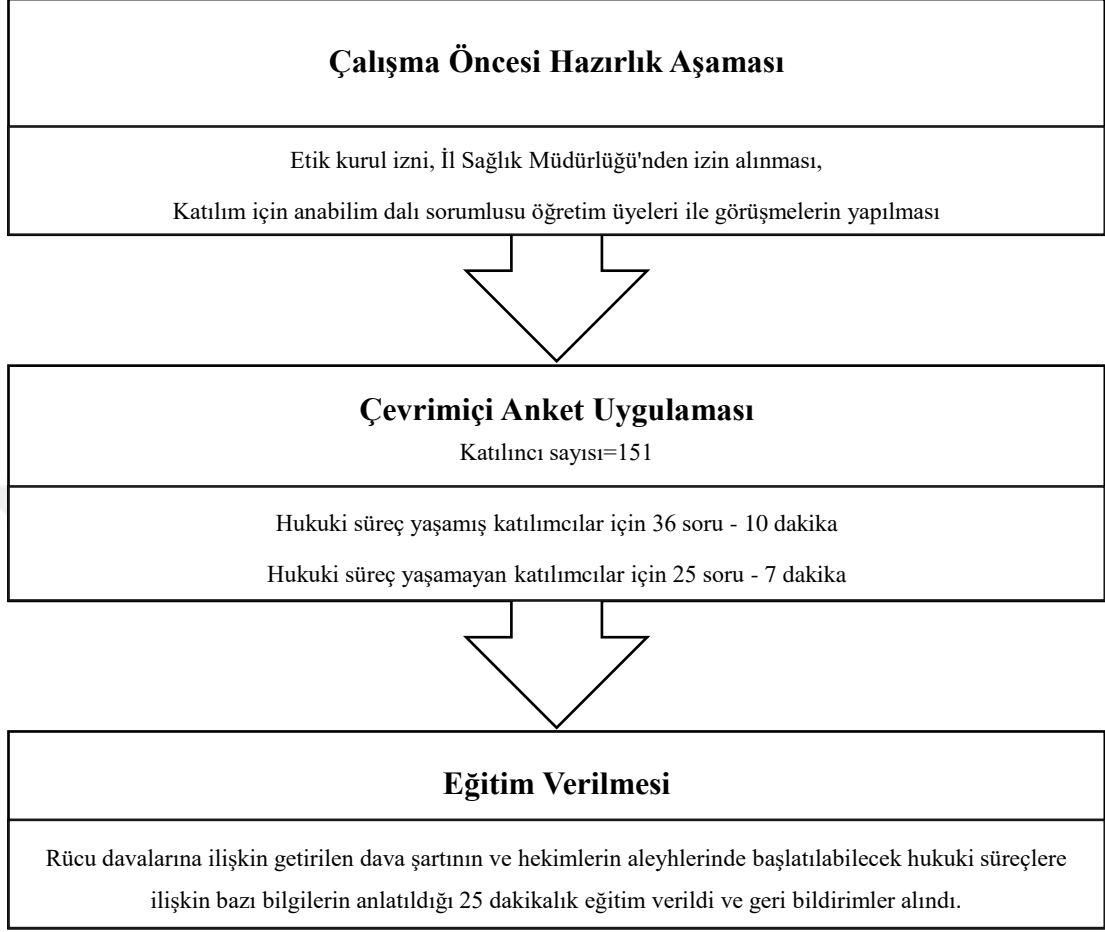 Çalışma Öncesi Hazırlık Aşaması
Etik kurul izni, İl Sağlık Müdürlüğü'nden izin alınması,
Katılım için anabilim dalı sorumlusu öğretim üyeleri ile görüşmelerin yapılması
Çevrimiçi Anket Uygulaması
Katılıncı sayısı=151
Hukuki süreç yaşamış katılımcılar için 36 soru - 10 dakika
Hukuki süreç yaşamayan katılımcılar için 25 soru - 7 dakika
Eğitim Verilmesi
Rücu davalarına ilişkin getirilen dava şartının ve hekimlerin aleyhlerinde başlatılabilecek hukuki süreçlere
ilişkin bazı bilgilerin anlatıldığı 25 dakikalık eğitim verildi ve geri bildirimler alındı.